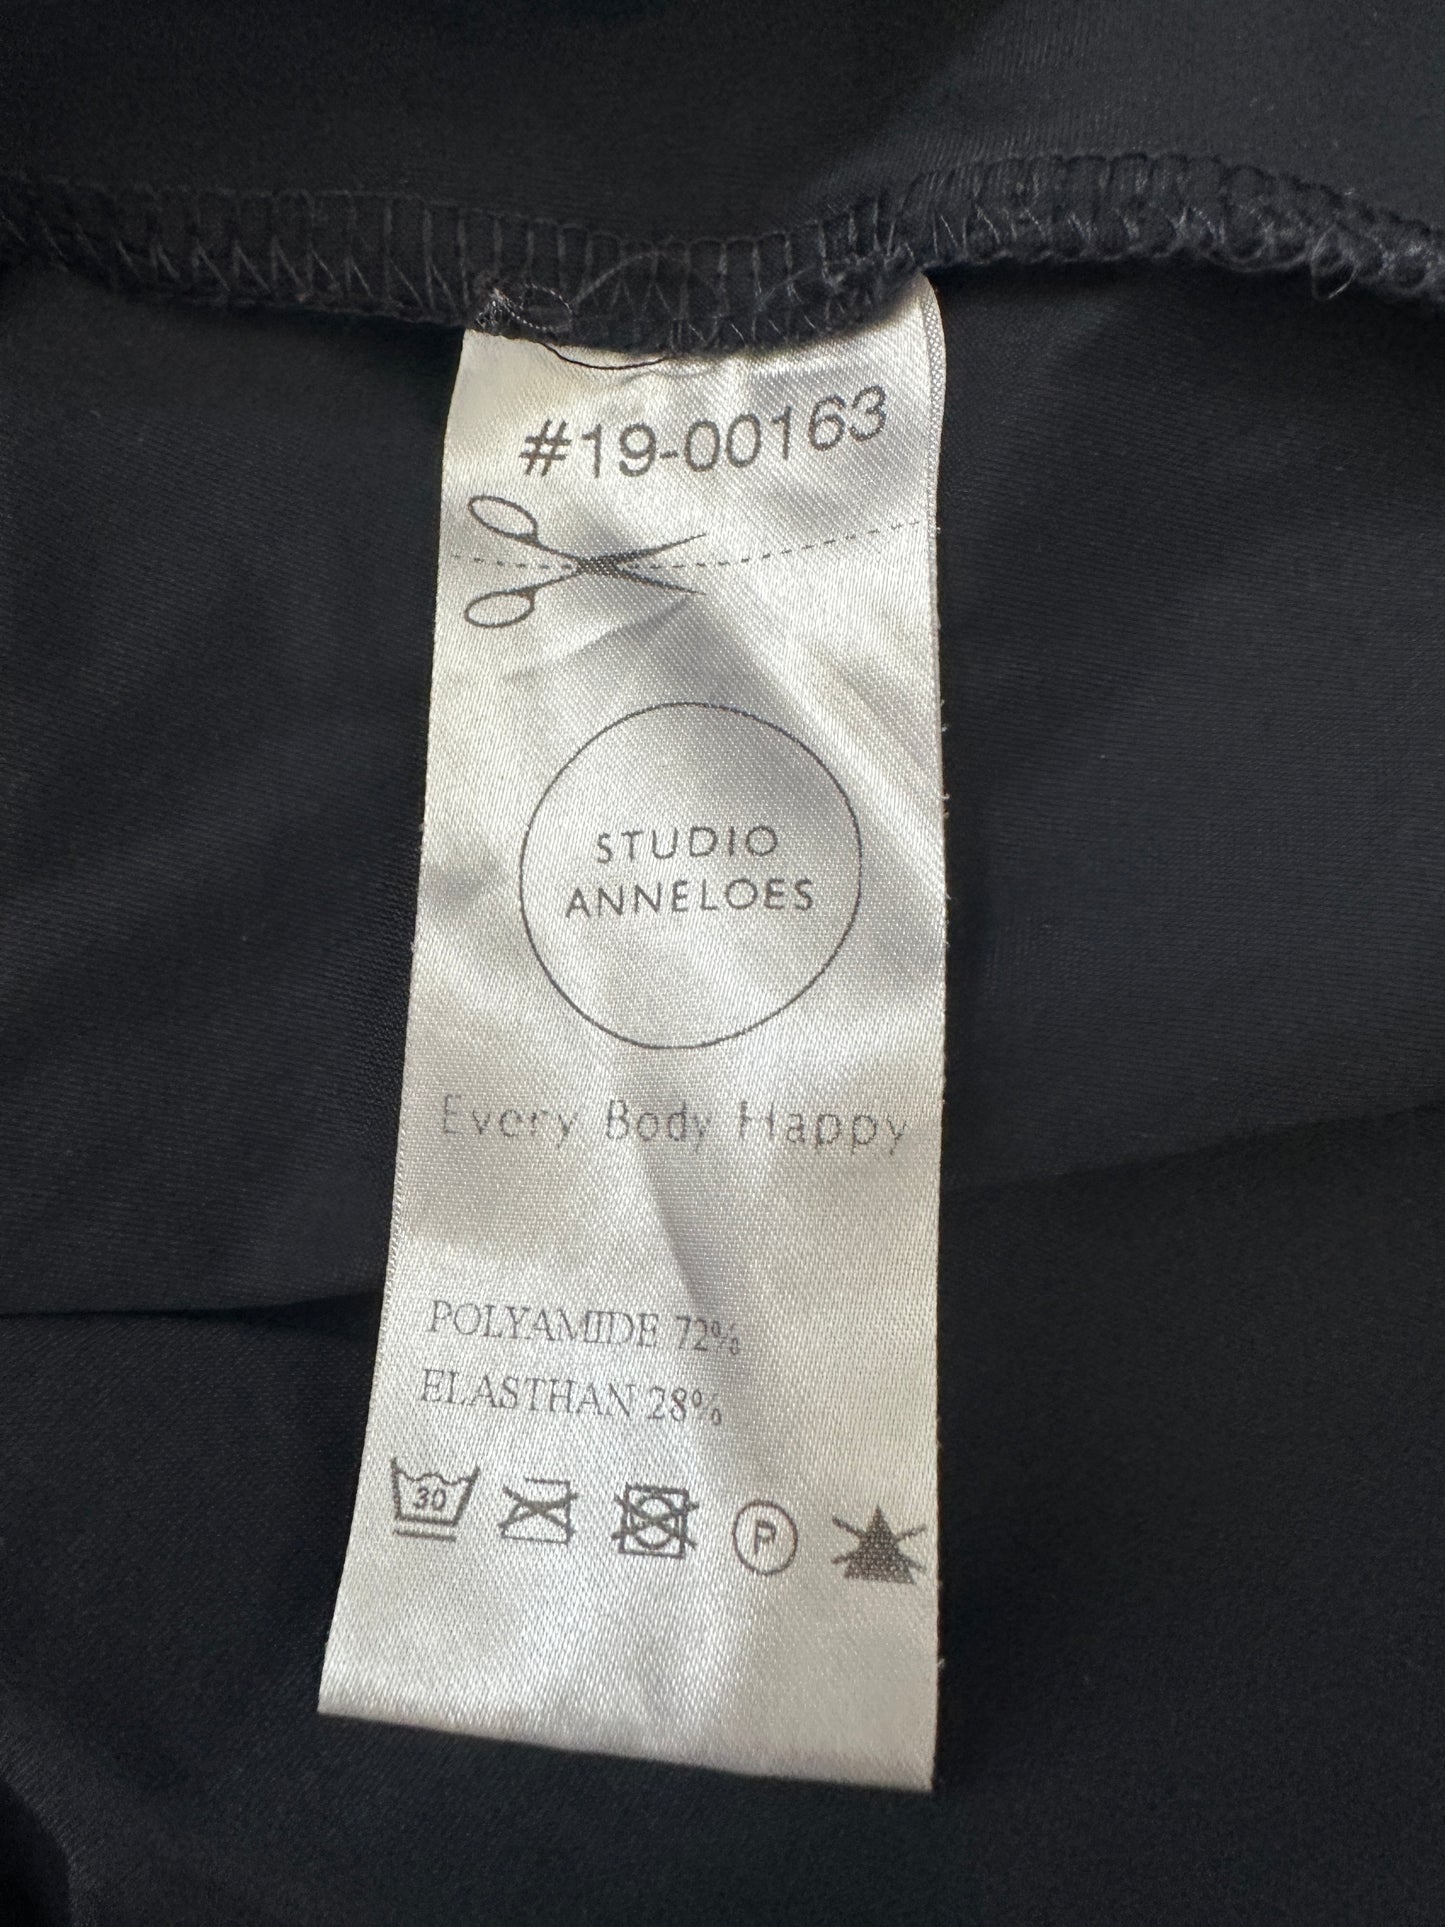 #19-00163
STUDIO
ANNELOES
Every Body Happy
POLYAMIDE 72%
ELASTHAN 28%
30
P